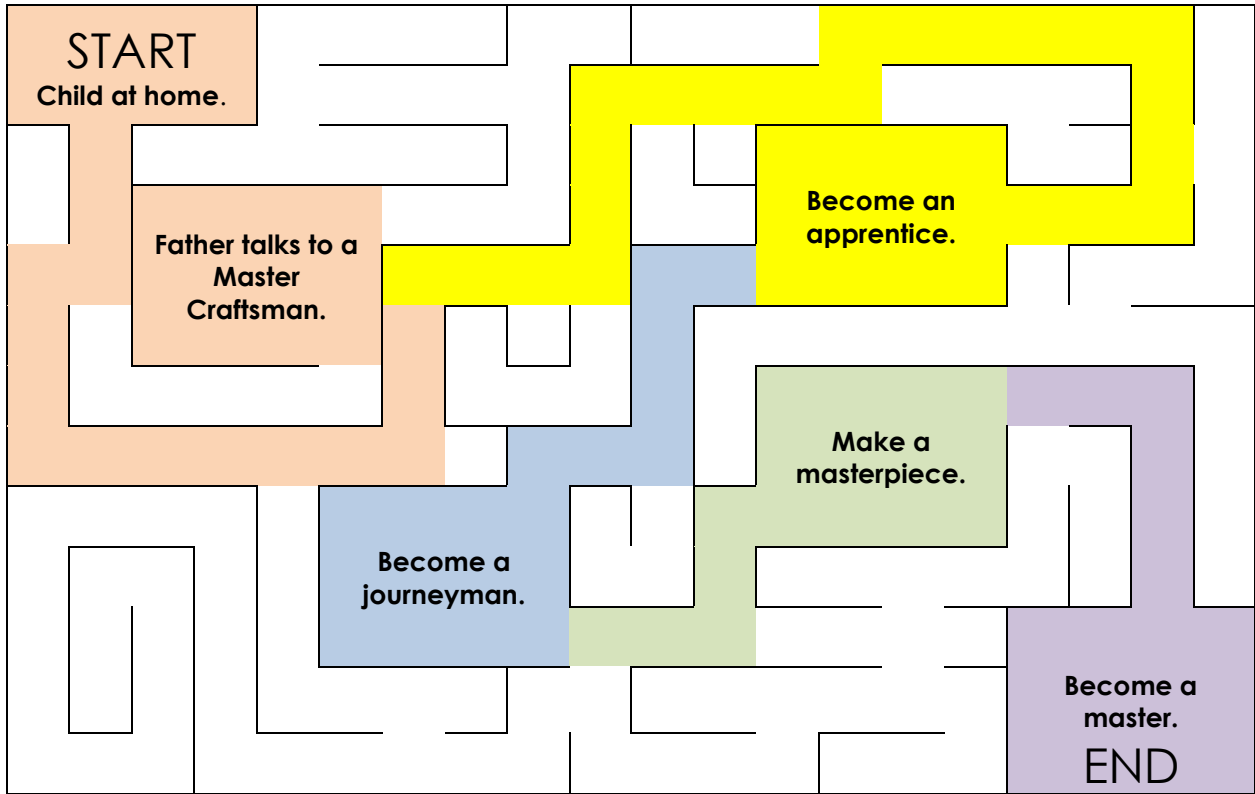 START
Child at home.
Father talks to a
Master
Craftsman.
Become an
apprentice.
Make a
masterpiece.
Become a
journeyman.
Become a
master.
END